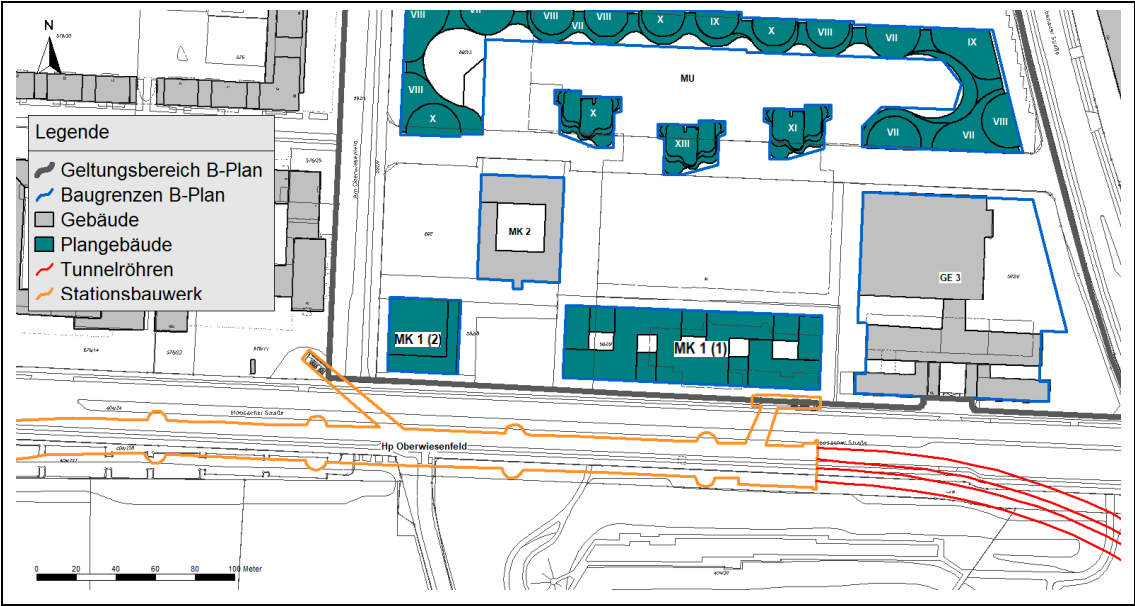 VIII
VII
VIII
VII
VIII
X
IX
X
VIII
VII
IX
N
MU
VIII
X
X
XIII
XI
VII
VII
VIII
Legende
Geltungsbereich B-Plan
Baugrenzen B-Plan
Gebäude
Plangebäude
Tunnelröhren
Stationsbauwerk
Am Oberwiesenfeld
MK 2
GE 3
MK 1 (2)
MK 1 (1)
Moosacher Straße
Hp Oberwiesenfeld
0 20 40 60 80 100 Meter